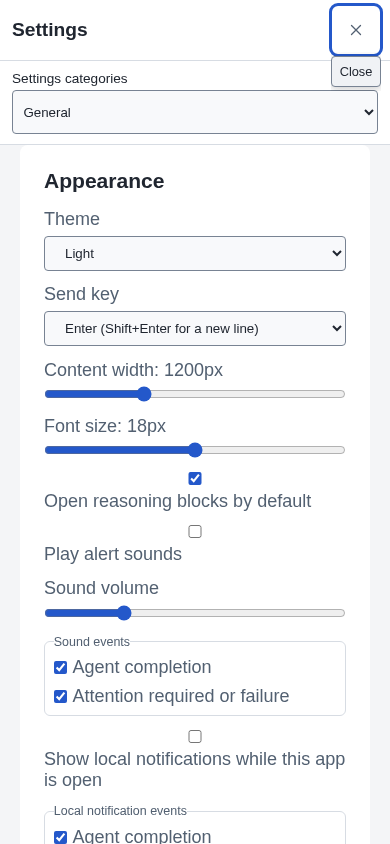 Settings
Close
Settings categories
General
Appearance
Theme
Light
Send key
Enter (Shift+Enter for a new line)
Content width: 1200px
Font size: 18px
Open reasoning blocks by default
Play alert sounds
Sound volume
Sound events
Agent completion
Attention required or failure
Show local notifications while this app
is open
Local notification events
Agent completion